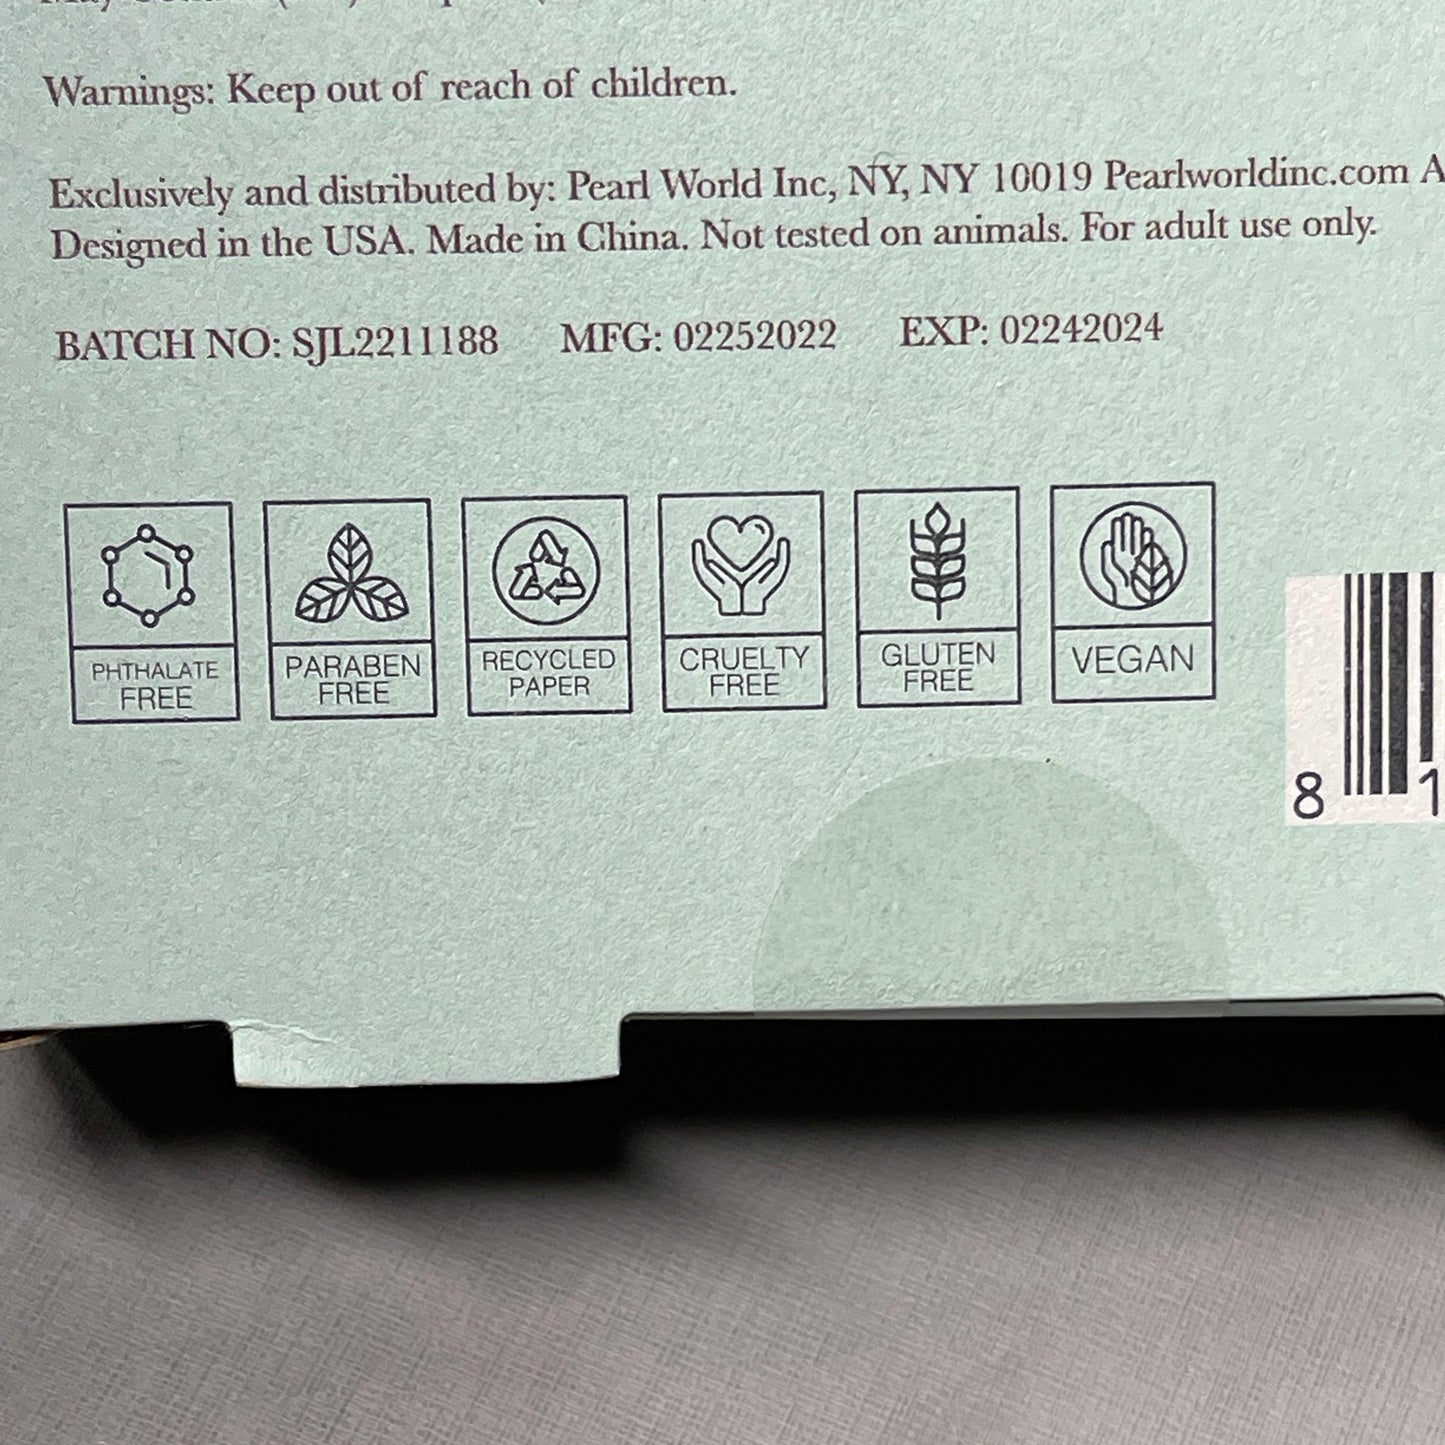 Warnings: Keep out of reach of children.
Exclusively and distributed by: Pearl World Inc, NY, NY 10019 Pearlworldinc.com A
Designed in the USA. Made in China. Not tested on animals. For adult use only.
BATCH NO: SJL2211188 MFG: 02252022 EXP: 02242024
PHTHALATE
FREE
PARABEN
FREE
RECYCLED
PAPER
CRUELTY
FREE
GLUTEN
FREE
VEGAN
8 1